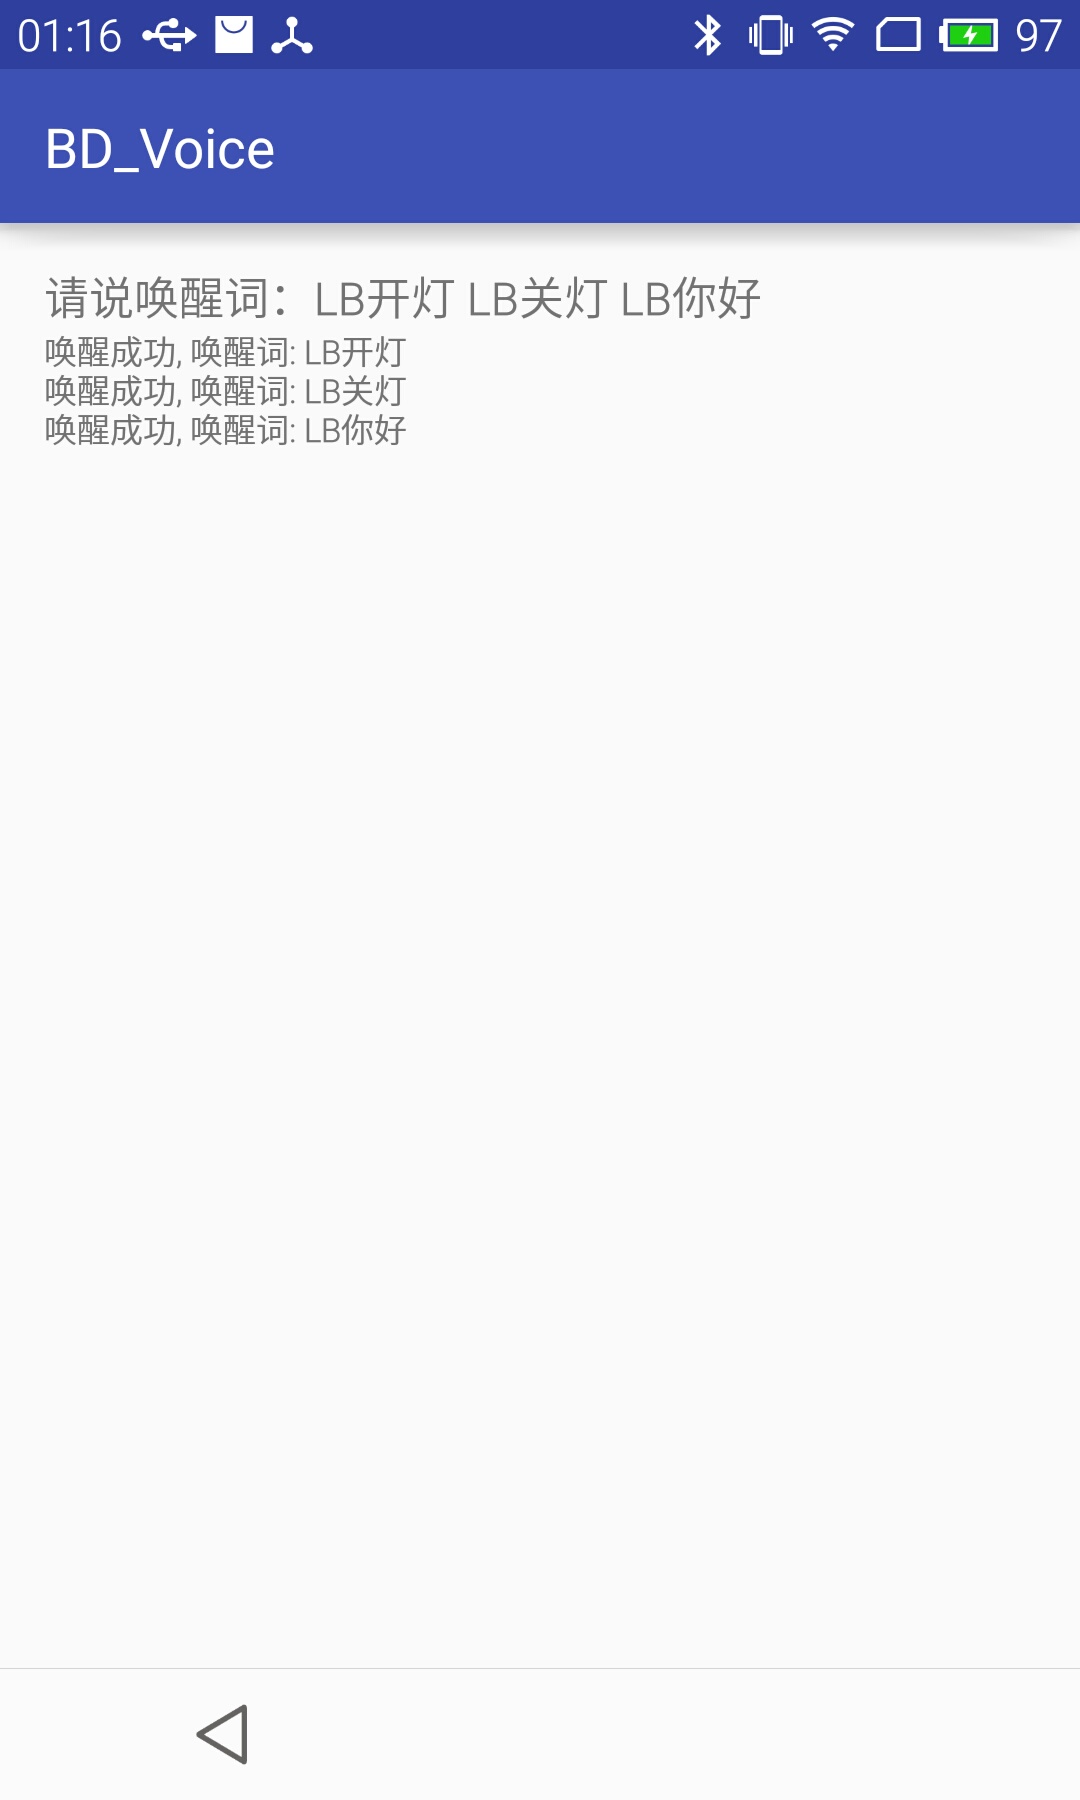 01:16 97
BD_Voice
请说唤醒词：LB开灯 LB关灯 LB你好
唤醒成功, 唤醒词: LB开灯
唤醒成功, 唤醒词: LB关灯
唤醒成功, 唤醒词: LB你好